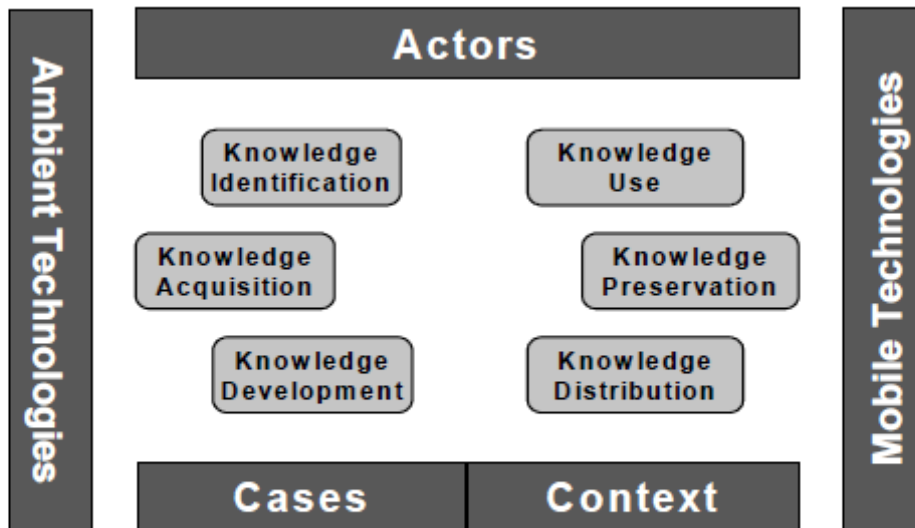 Ambient Technologies
Actors
Knowledge
Identification
Knowledge
Use
Knowledge
Acquisition
Knowledge
Preservation
Knowledge
Development
Knowledge
Distribution
Cases
Context
Mobile Technologies